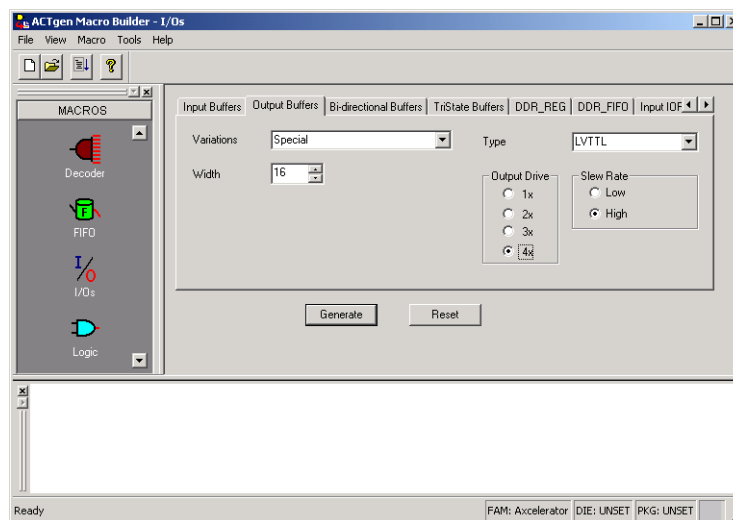 ACTgen Macro Builder - I/Os
File View Macro Tools Help
MACROS
Decoder
F
FIFO
I/O
I/Os
Logic
Input Buffers Output Buffers Bi-directional Buffers TriState Buffers DDR_REG DDR_FIFO
Variations Special Type LVTTL
Width 16
Output Drive
1x
2x
3x
4x
Slew Rate
Low
High
Generate Reset
Ready FAM: Axcelerator DIE: UNSET PKG: UNSET